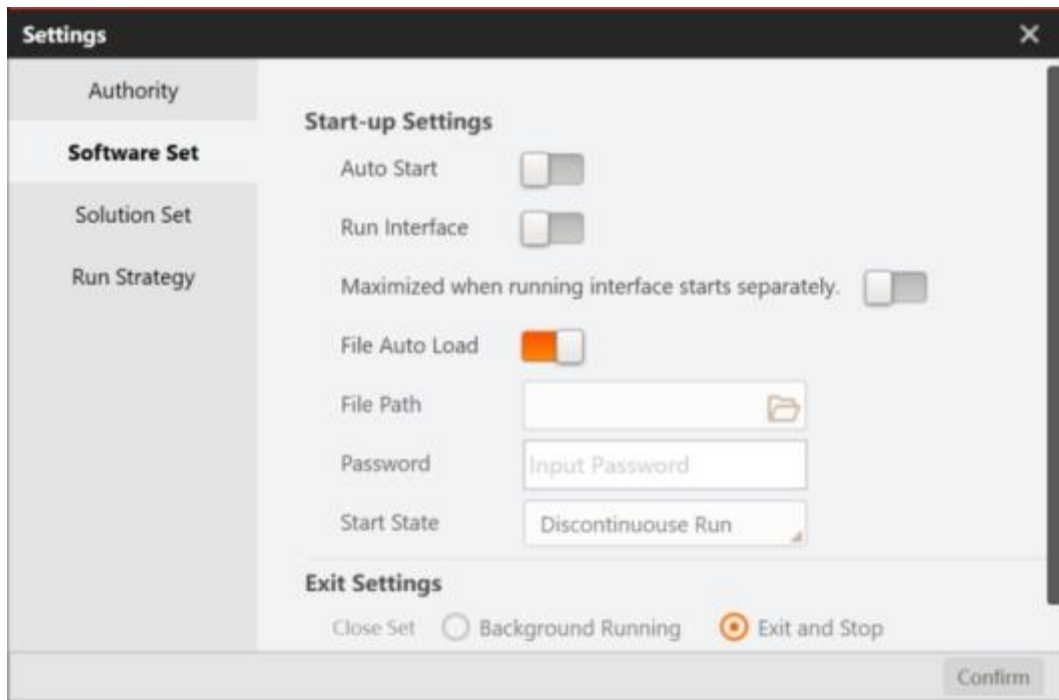 Settings
Authority
Software Set
Solution Set
Run Strategy
Start-up Settings
Auto Start
Run Interface
Maximized when running interface starts separately.
File Auto Load
File Path
Password
Input Password
Start State
Discontinuouse Run
Exit Settings
Close Set
Background Running
Exit and Stop
Confirm